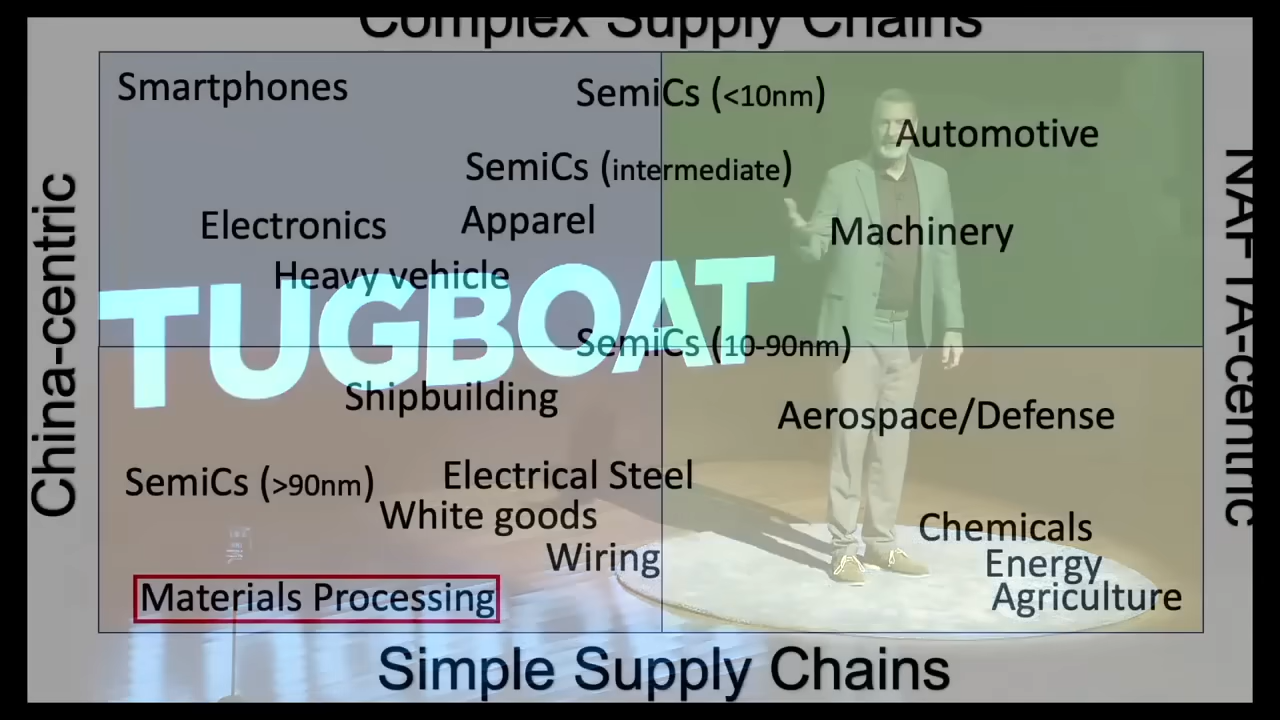 Complex Supply Chains
Smartphones
SemiCs (<10nm)
Automotive
SemiCs (intermediate)
Electronics
Apparel
Machinery
Heavy vehicle
TUGBOAT
SemiCs (10-90nm)
Shipbuilding
Aerospace/Defense
SemiCs (>90nm)
Electrical Steel
White goods
Wiring
Chemicals
Energy
Agriculture
Materials Processing
China-centric
NAFTA-centric
Simple Supply Chains